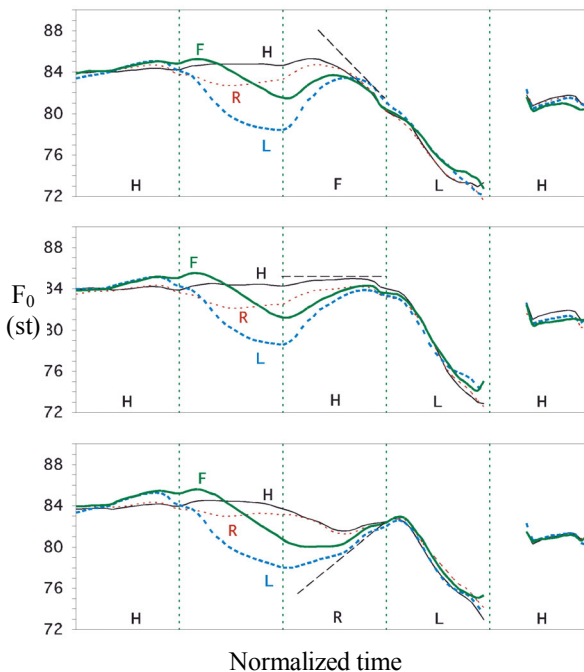 88
F
H
84
R
80
L
76
H F L H
72
88
F H
34
F0
R
(st)
30
L
76
H H L H
72
88
F
H
84
R
80
L
76
H R L H
72
Normalized time